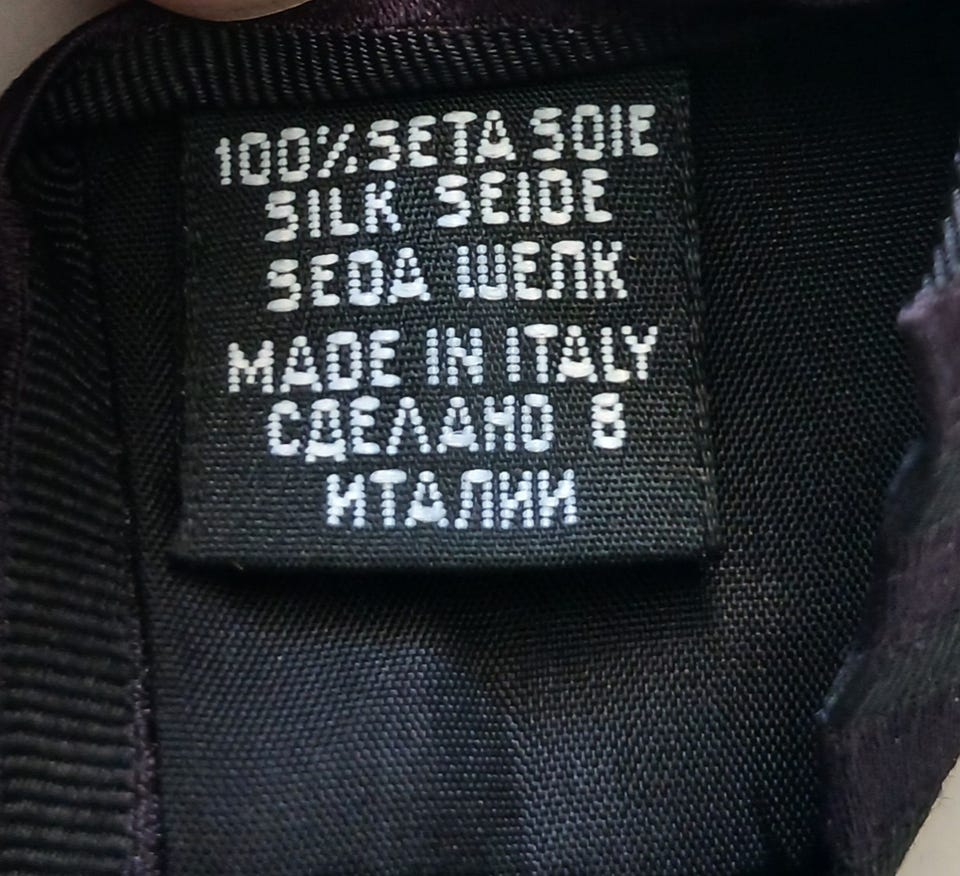 100% SETA SOIE
SILK SEIDE
SEDA ШЕЛК
MADE IN ITALY
СДЕЛАНО В
ИТАЛИИ